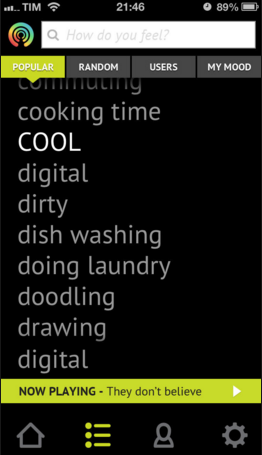 TIM 21:46 89%
How do you feel?
POPULAR RANDOM USERS MY MOOD
commuting
cooking time
COOL
digital
dirty
dish washing
doing laundry
doodling
drawing
digital
NOW PLAYING - They don't believe